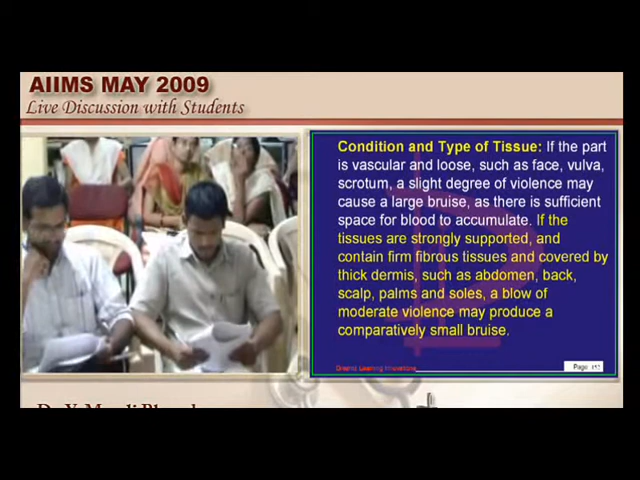 AIIMS MAY 2009
Live Discussion with Students
Condition and Type of Tissue: If the part
is vascular and loose, such as face, vulva,
scrotum, a slight degree of violence may
cause a large bruise, as there is sufficient
space for blood to accumulate. If the
tissues are strongly supported, and
contain firm fibrous tissues and covered by
thick dermis, such as abdomen, back,
scalp, palms and soles, a blow of
moderate violence may produce a
comparatively small bruise.
Learning Innovations
Page